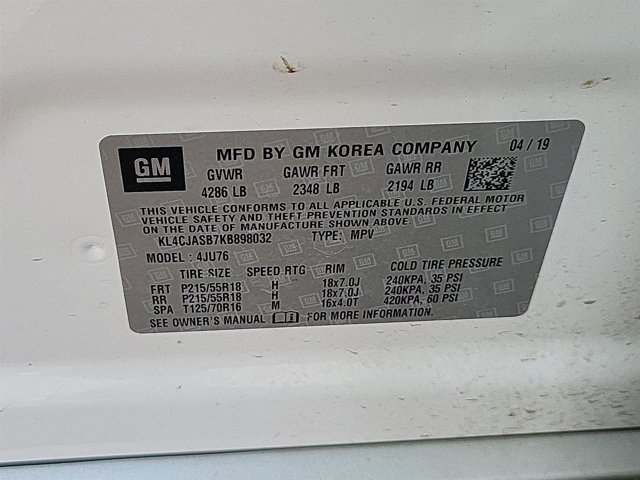 GM
MFD BY GM KOREA COMPANY 04 / 19
GVWR GAWR FRT GAWR RR
4286 LB 2348 LB 2194 LB
THIS VEHICLE CONFORMS TO ALL APPLICABLE U.S. FEDERAL MOTOR
VEHICLE SAFETY AND THEFT PREVENTION STANDARDS IN EFFECT
ON THE DATE OF MANUFACTURE SHOWN ABOVE.
KL4CJASB7KB898032 TYPE: MPV
MODEL : 4JU76
TIRE SIZE SPEED RTG RIM COLD TIRE PRESSURE
FRT P215/55R18 H 18x7.0J 240KPA, 35 PSI
RR P215/55R18 H 18x7.0J 240KPA, 35 PSI
SPA T125/70R16 M 16x4.0T 420KPA, 60 PSI
SEE OWNER'S MANUAL FOR MORE INFORMATION.